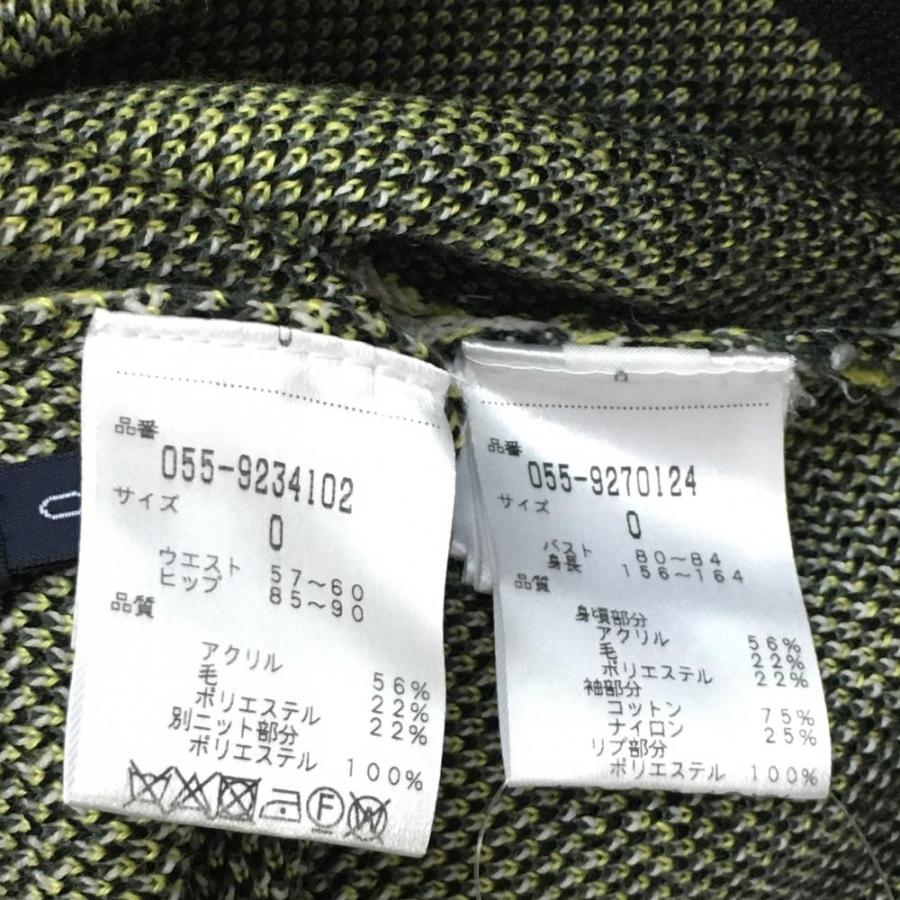 品番
055-9234102
サイズ
0
ウエスト 57～60
ヒップ 85～90
品質
アクリル 56%
毛 22%
ポリエステル 22%
別ニット部分
ポリエステル 100%
F
W
品番
055-9270124
サイズ
0
バスト 80～84
身長 156～164
品質
身頃部分
アクリル 56%
毛 22%
ポリエステル 22%
袖部分
コットン 75%
ナイロン 25%
リブ部分
ポリエステル 100%